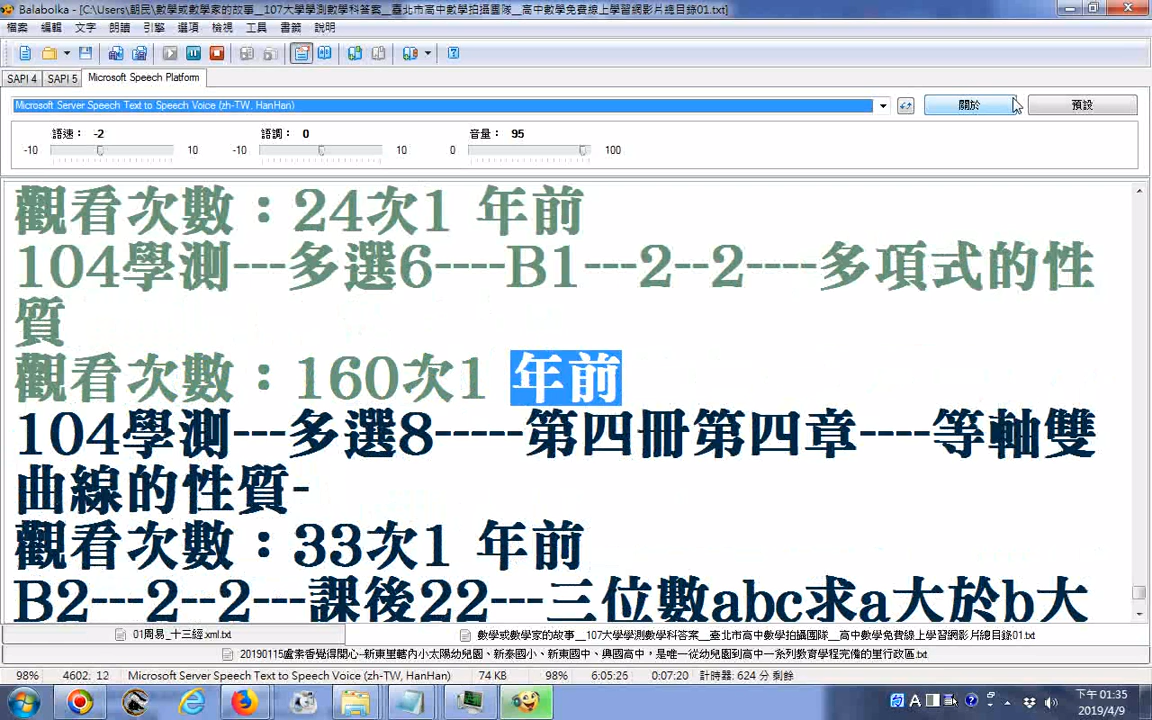 Balabolka - [C:\Users\朝民\數學或數學家的故事__107大學學測數學科答案__臺北市高中數學拍攝團隊__高中數學免費線上學習網影片總目錄01.txt]
檔案 編輯 文字 朗讀 引擎 選項 檢視 工具 書籤 說明
SAPI 4 SAPI 5 Microsoft Speech Platform
Microsoft Server Speech Text to Speech Voice (zh-TW, HanHan) 關於 預設
語速: -2 語調: 0 音量: 95
-10 10 -10 10 0 100
觀看次數：24次1 年前
104學測---多選6----B1---2--2----多項式的性
質
觀看次數：160次1 年前
104學測---多選8-----第四冊第四章----等軸雙
曲線的性質-
觀看次數：33次1 年前
B2---2--2---課後22---三位數abc求a大於b大
01周易_十三經.xml.txt 數學或數學家的故事__107大學學測數學科答案__臺北市高中數學拍攝團隊__高中數學免費線上學習網影片總目錄01.txt
20190115盧素香覺得開心-新東里轄內小太陽幼兒園、新泰國小、新東國中、興國高中，是唯一從幼兒園到高中一系列教育學程完備的里行政區.txt
98% 4602: 12 Microsoft Server Speech Text to Speech Voice (zh-TW, HanHan) 74 KB 98% 6:05:26 0:07:20 計時器: 624 分 剩餘
A 下午 01:35
2019/4/9